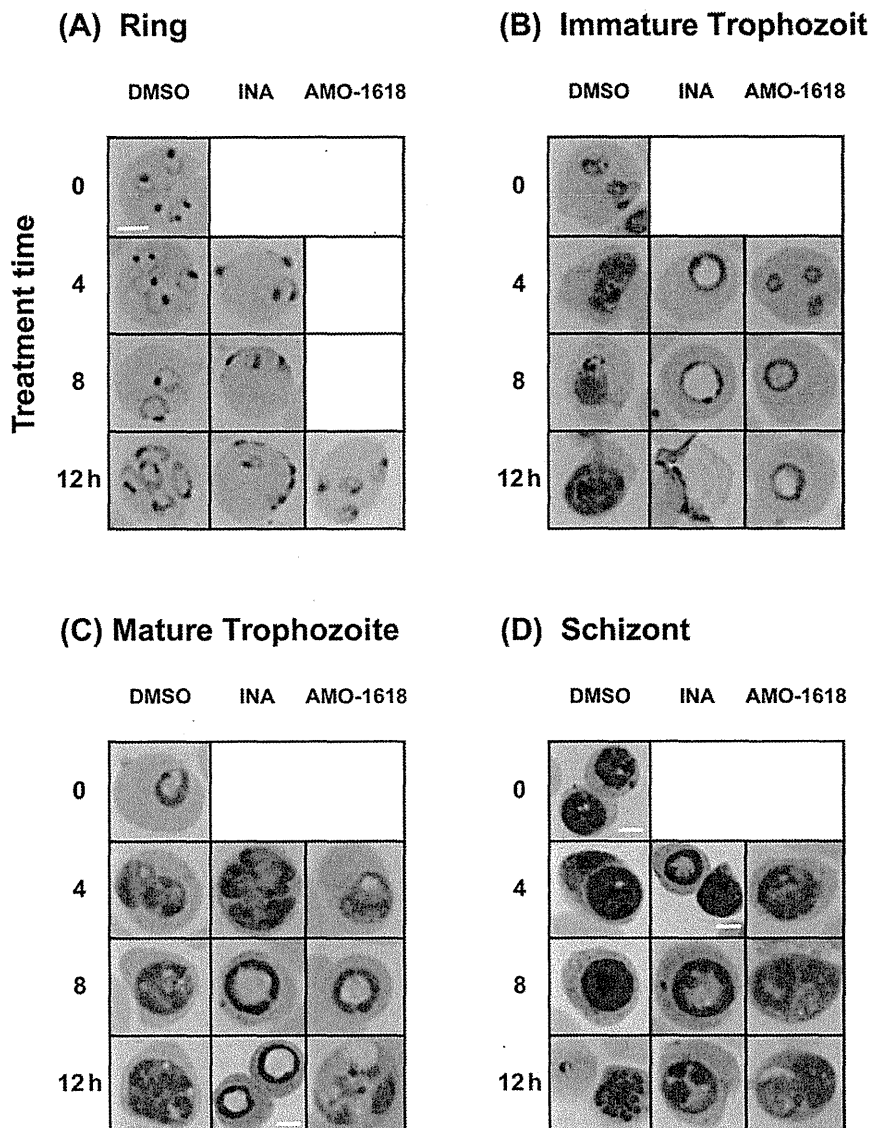 (A) Ring
DMSO INA AMO-1618
Treatment time
0
4
8
12 h
(B) Immature Trophozoit
DMSO INA AMO-1618
0
4
8
12 h
(C) Mature Trophozoite
DMSO INA AMO-1618
0
4
8
12 h
(D) Schizont
DMSO INA AMO-1618
0
4
8
12 h